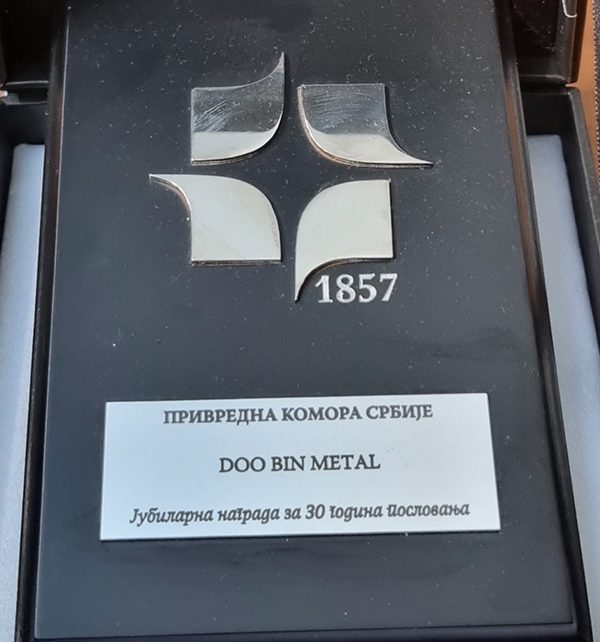 1857
ПРИВРЕДНА КОМОРА СРБИЈЕ
DOO BIN METAL
Јубиларна награда за 30 година пословања